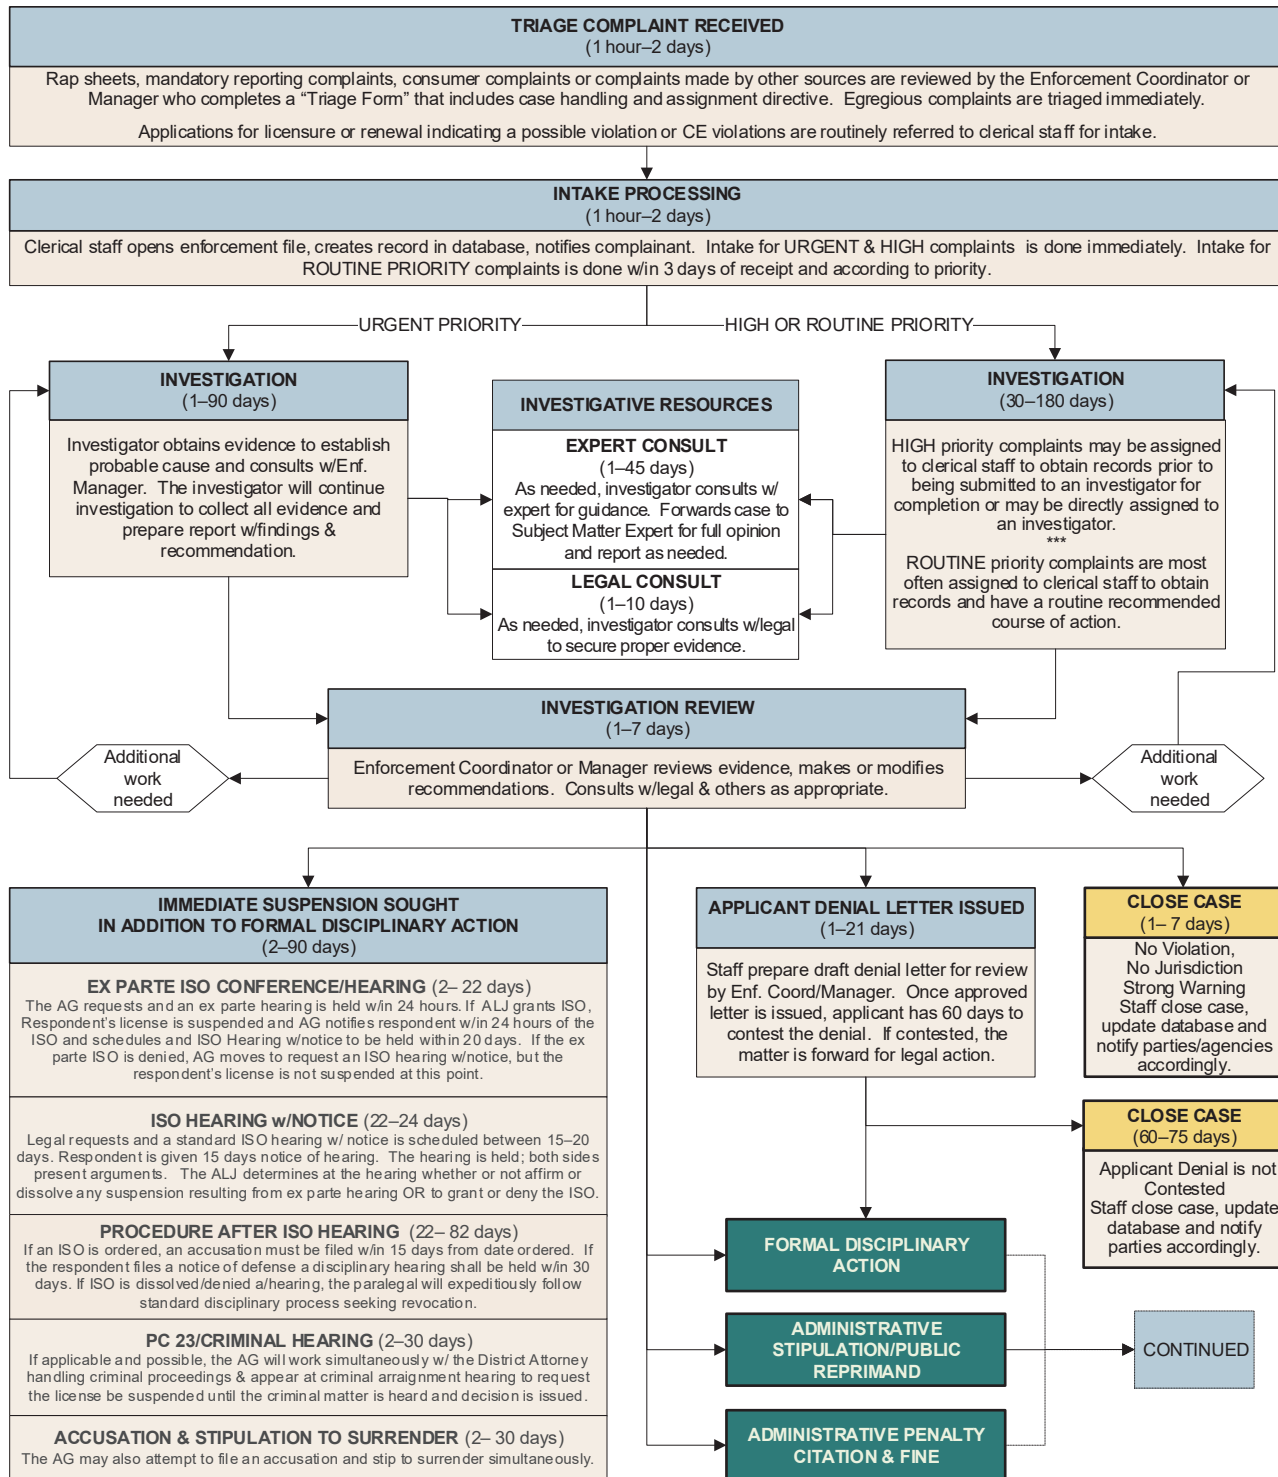 TRIAGE COMPLAINT RECEIVED
(1 hour–2 days)
Rap sheets, mandatory reporting complaints, consumer complaints or complaints made by other sources are reviewed by the Enforcement Coordinator or
Manager who completes a “Triage Form” that includes case handling and assignment directive. Egregious complaints are triaged immediately.
Applications for licensure or renewal indicating a possible violation or CE violations are routinely referred to clerical staff for intake.
INTAKE PROCESSING
(1 hour–2 days)
Clerical staff opens enforcement file, creates record in database, notifies complainant. Intake for URGENT & HIGH complaints is done immediately. Intake for
ROUTINE PRIORITY complaints is done w/in 3 days of receipt and according to priority.
URGENT PRIORITY
HIGH OR ROUTINE PRIORITY
INVESTIGATION
(1–90 days)
Investigator obtains evidence to establish
probable cause and consults w/Enf.
Manager. The investigator will continue
investigation to collect all evidence and
prepare report w/findings &
recommendation.
INVESTIGATIVE RESOURCES
EXPERT CONSULT
(1–45 days)
As needed, investigator consults w/
expert for guidance. Forwards case to
Subject Matter Expert for full opinion
and report as needed.
LEGAL CONSULT
(1–10 days)
As needed, investigator consults w/legal
to secure proper evidence.
INVESTIGATION
(30–180 days)
HIGH priority complaints may be assigned
to clerical staff to obtain records prior to
being submitted to an investigator for
completion or may be directly assigned to
an investigator.
***
ROUTINE priority complaints are most
often assigned to clerical staff to obtain
records and have a routine recommended
course of action.
INVESTIGATION REVIEW
(1–7 days)
Enforcement Coordinator or Manager reviews evidence, makes or modifies
recommendations. Consults w/legal & others as appropriate.
Additional
work
needed
Additional
work
needed
IMMEDIATE SUSPENSION SOUGHT
IN ADDITION TO FORMAL DISCIPLINARY ACTION
(2–90 days)
EX PARTE ISO CONFERENCE/HEARING (2– 22 days)
The AG requests and an ex parte hearing is held w/in 24 hours. If ALJ grants ISO,
Respondent’s license is suspended and AG notifies respondent w/in 24 hours of the
ISO and schedules and ISO Hearing w/notice to be held within 20 days. If the ex
parte ISO is denied, AG moves to request an ISO hearing w/notice, but the
respondent’s license is not suspended at this point.
ISO HEARING w/NOTICE (22–24 days)
Legal requests and a standard ISO hearing w/ notice is scheduled between 15–20
days. Respondent is given 15 days notice of hearing. The hearing is held; both sides
present arguments. The ALJ determines at the hearing whether or not affirm or
dissolve any suspension resulting from ex parte hearing OR to grant or deny the ISO.
PROCEDURE AFTER ISO HEARING (22– 82 days)
If an ISO is ordered, an accusation must be filed w/in 15 days from date ordered. If
the respondent files a notice of defense a disciplinary hearing shall be held w/in 30
days. If ISO is dissolved/denied a/hearing, the paralegal will expeditiously follow
standard disciplinary process seeking revocation.
PC 23/CRIMINAL HEARING (2–30 days)
If applicable and possible, the AG will work simultaneously w/ the District Attorney
handling criminal proceedings & appear at criminal arraignment hearing to request
the license be suspended until the criminal matter is heard and decision is issued.
ACCUSATION & STIPULATION TO SURRENDER (2– 30 days)
The AG may also attempt to file an accusation and stip to surrender simultaneously.
APPLICANT DENIAL LETTER ISSUED
(1–21 days)
Staff prepare draft denial letter for review
by Enf. Coord/Manager. Once approved
letter is issued, applicant has 60 days to
contest the denial. If contested, the
matter is forward for legal action.
CLOSE CASE
(1– 7 days)
No Violation,
No Jurisdiction
Strong Warning
Staff close case,
update database and
notify parties/agencies
accordingly.
CLOSE CASE
(60–75 days)
Applicant Denial is not
Contested
Staff close case, update
database and notify
parties accordingly.
FORMAL DISCIPLINARY
ACTION
ADMINISTRATIVE
STIPULATION/PUBLIC
REPRIMAND
ADMINISTRATIVE PENALTY
CITATION & FINE
CONTINUED